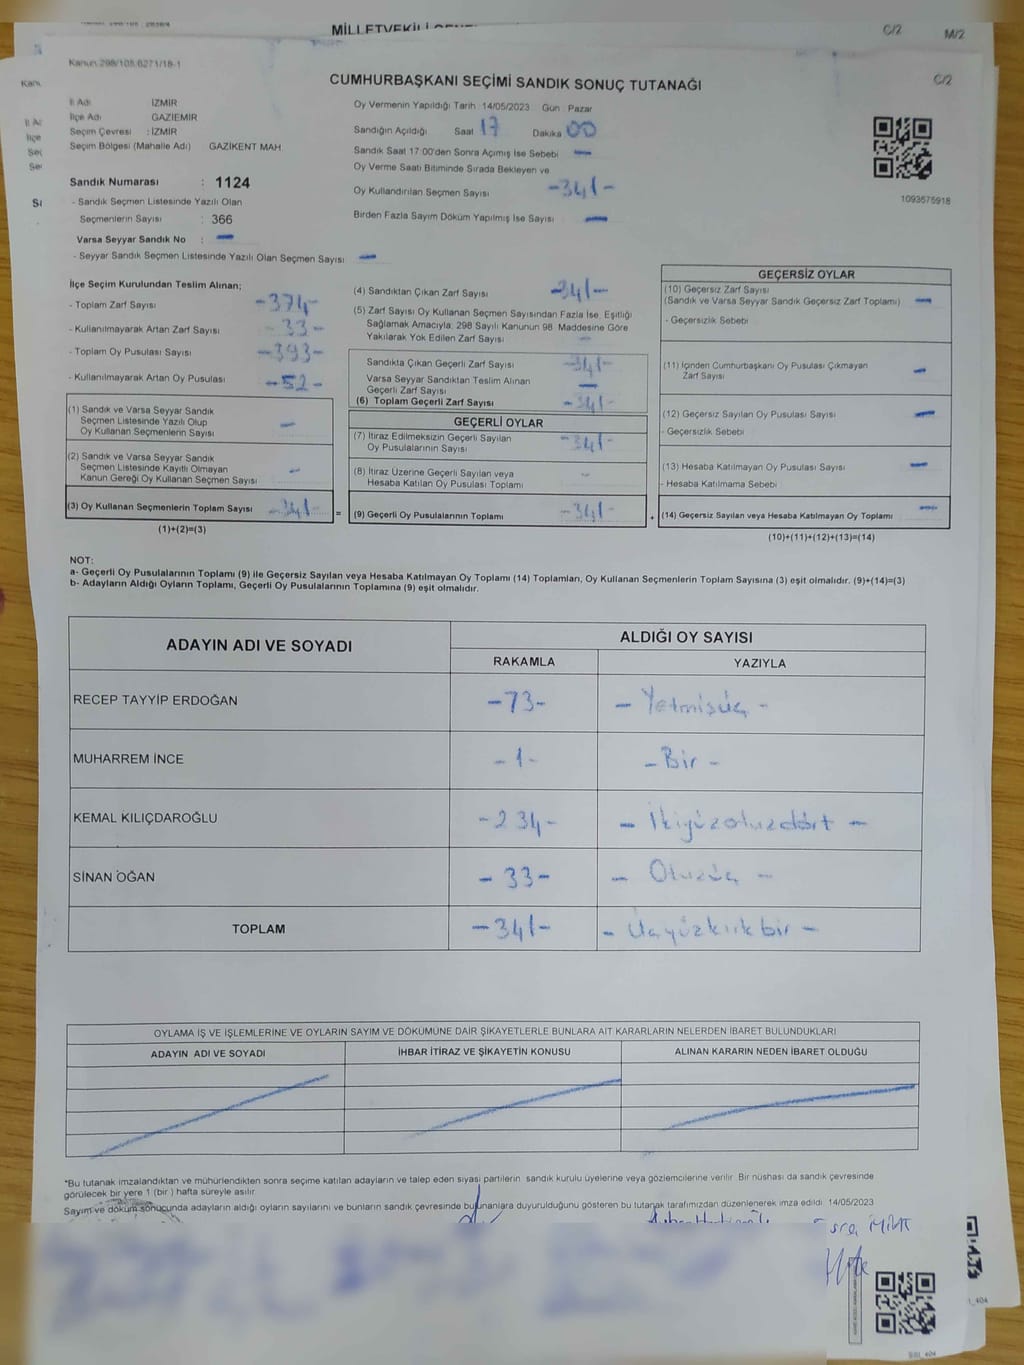 MİLLETVEKİLİ
C/2
M/2
Kanun 298/105,6271/18-1
CUMHURBAŞKANI SEÇİMİ SANDIK SONUÇ TUTANAĞI
C/2
İl Adı İZMİR
İlçe Adı GAZİEMİR
Seçim Çevresi : İZMİR
Seçim Bölgesi (Mahalle Adı) GAZİKENT MAH.
Sandık Numarası : 1124
- Sandık Seçmen Listesinde Yazılı Olan
Seçmenlerin Sayısı : 366
Varsa Seyyar Sandık No : —
- Seyyar Sandık Seçmen Listesinde Yazılı Olan Seçmen Sayısı —
Oy Vermenin Yapıldığı Tarih : 14/05/2023 Gün : Pazar
Sandığın Açıldığı Saat 17 Dakika 00
Sandık Saat 17:00'den Sonra Açımış İse Sebebi —
Oy Verme Saati Bitiminde Sırada Bekleyen ve
Oy Kullandırılan Seçmen Sayısı -341-
Birden Fazla Sayım Döküm Yapılmış İse Sayısı —
1093575918
İlçe Seçim Kurulundan Teslim Alınan;
- Toplam Zarf Sayısı -374-
- Kullanılmayarak Artan Zarf Sayısı -33-
- Toplam Oy Pusulası Sayısı -393-
- Kullanılmayarak Artan Oy Pusulası -52-
(1) Sandık ve Varsa Seyyar Sandık
Seçmen Listesinde Yazılı Olup
Oy Kullanan Seçmenlerin Sayısı —
(2) Sandık ve Varsa Seyyar Sandık
Seçmen Listesinde Kayıtlı Olmayan
Kanun Gereği Oy Kullanan Seçmen Sayısı —
(3) Oy Kullanan Seçmenlerin Toplam Sayısı -341- =
(1)+(2)=(3)
(4) Sandıktan Çıkan Zarf Sayısı -341-
(5) Zarf Sayısı Oy Kullanan Seçmen Sayısından Fazla İse, Eşitliği
Sağlamak Amacıyla; 298 Sayılı Kanunun 98. Maddesine Göre
Yakılarak Yok Edilen Zarf Sayısı —
Sandıkta Çıkan Geçerli Zarf Sayısı -341-
Varsa Seyyar Sandıktan Teslim Alınan
Geçerli Zarf Sayısı —
(6) Toplam Geçerli Zarf Sayısı -341-
GEÇERLİ OYLAR
(7) İtiraz Edilmeksizin Geçerli Sayılan
Oy Pusulalarının Sayısı -341-
(8) İtiraz Üzerine Geçerli Sayılan veya
Hesaba Katılan Oy Pusulası Toplamı —
(9) Geçerli Oy Pusulalarının Toplamı -341- +
GEÇERSİZ OYLAR
(10) Geçersiz Zarf Sayısı
(Sandık ve Varsa Seyyar Sandık Geçersiz Zarf Toplamı) —
- Geçersizlik Sebebi
(11) İçinden Cumhurbaşkanı Oy Pusulası Çıkmayan
Zarf Sayısı —
(12) Geçersiz Sayılan Oy Pusulası Sayısı —
- Geçersizlik Sebebi
(13) Hesaba Katılmayan Oy Pusulası Sayısı —
- Hesaba Katılmama Sebebi
(14) Geçersiz Sayılan veya Hesaba Katılmayan Oy Toplamı —
(10)+(11)+(12)+(13)=(14)
NOT:
a- Geçerli Oy Pusulalarının Toplamı (9) ile Geçersiz Sayılan veya Hesaba Katılmayan Oy Toplamı (14) Toplamları, Oy Kullanan Seçmenlerin Toplam Sayısına (3) eşit olmalıdır. (9)+(14)=(3)
b- Adayların Aldığı Oyların Toplamı, Geçerli Oy Pusulalarının Toplamına (9) eşit olmalıdır.
ADAYIN ADI VE SOYADI ALDIĞI OY SAYISI
RAKAMLA YAZIYLA
RECEP TAYYİP ERDOĞAN -73- - Yetmişüç -
MUHARREM İNCE -1- - Bir -
KEMAL KILIÇDAROĞLU -234- - İkiyüzotuzdört -
SİNAN OĞAN -33- - Otuzüç -
TOPLAM -341- - Üçyüzkırkbir -
OYLAMA İŞ VE İŞLEMLERİNE VE OYLARIN SAYIM VE DÖKÜMÜNE DAİR ŞİKAYETLERLE BUNLARA AİT KARARLARIN NELERDEN İBARET BULUNDUKLARI
ADAYIN ADI VE SOYADI İHBAR İTİRAZ VE ŞİKAYETİN KONUSU ALINAN KARARIN NEDEN İBARET OLDUĞU
*Bu tutanak imzalandıktan ve mühürlendikten sonra seçime katılan adayların ve talep eden siyasi partilerin sandık kurulu üyelerine veya gözlemcilerine verilir. Bir nüshası da sandık çevresinde
görülecek bir yere 1 (bir) hafta süreyle asılır.
Sayım ve döküm sonucunda adayların aldığı oyların sayılarını ve bunların sandık çevresinde bulunanlara duyurulduğunu gösteren bu tutanak tarafımızdan düzenlenerek imza edildi. 14/05/2023